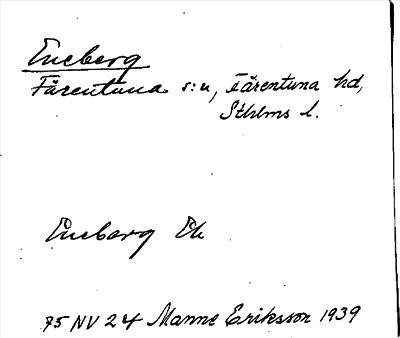 Eneberg
Färentuna s:n, Färentuna hd,
Sthlms l.
Eneberg Ek
75 NV 24 Manne Eriksson 1939